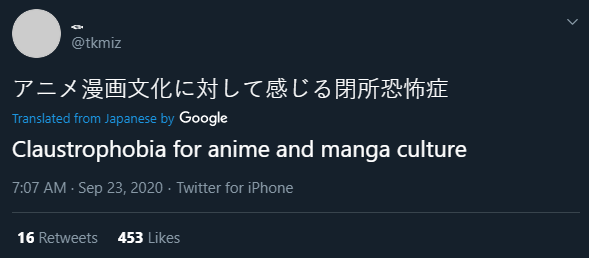 @tkmiz
アニメ漫画文化に対して感じる閉所恐怖症
Translated from Japanese by Google
Claustrophobia for anime and manga culture
7:07 AM · Sep 23, 2020 · Twitter for iPhone
16 Retweets 453 Likes